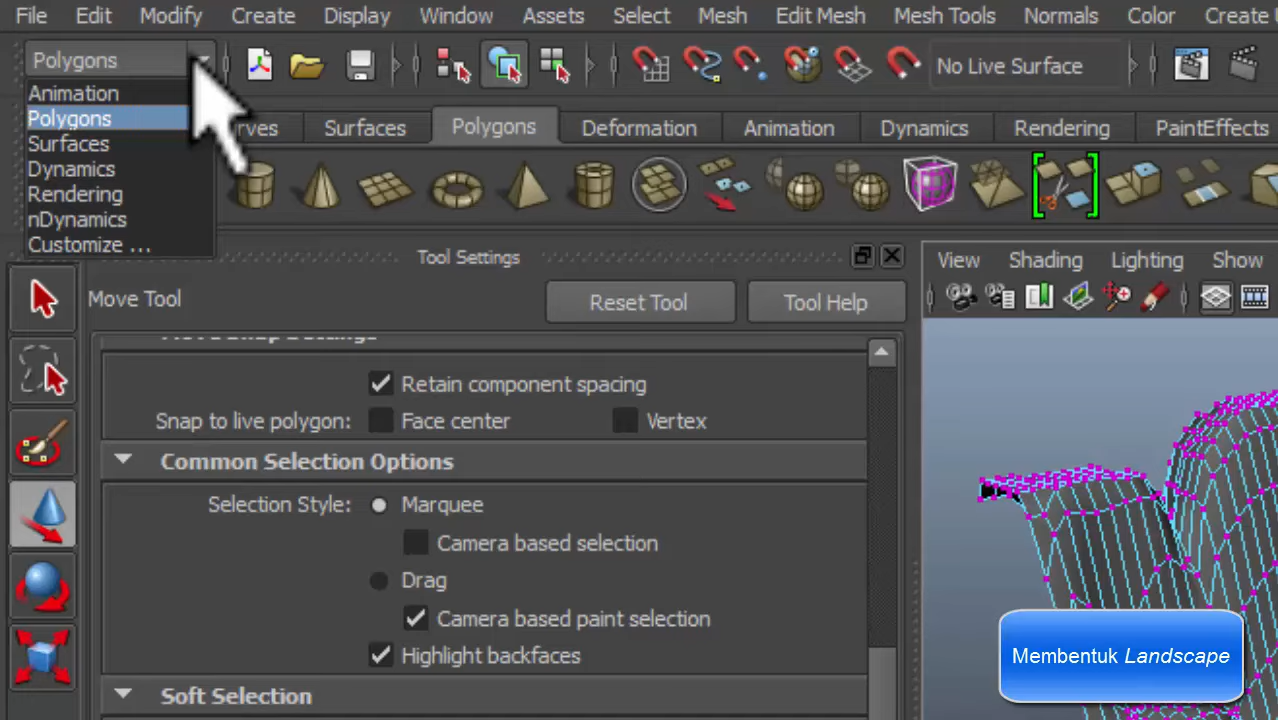 File Edit Modify Create Display Window Assets Select Mesh Edit Mesh Mesh Tools Normals Color Create
Polygons
No Live Surface
Animation
Polygons
Surfaces
Dynamics
Rendering
nDynamics
Customize ...
Surfaces Polygons Deformation Animation Dynamics Rendering PaintEffects
Tool Settings
Move Tool Reset Tool Tool Help
Retain component spacing
Snap to live polygon: Face center Vertex
Common Selection Options
Selection Style: Marquee
Camera based selection
Drag
Camera based paint selection
Highlight backfaces
Soft Selection
View Shading Lighting Show
Membentuk Landscape